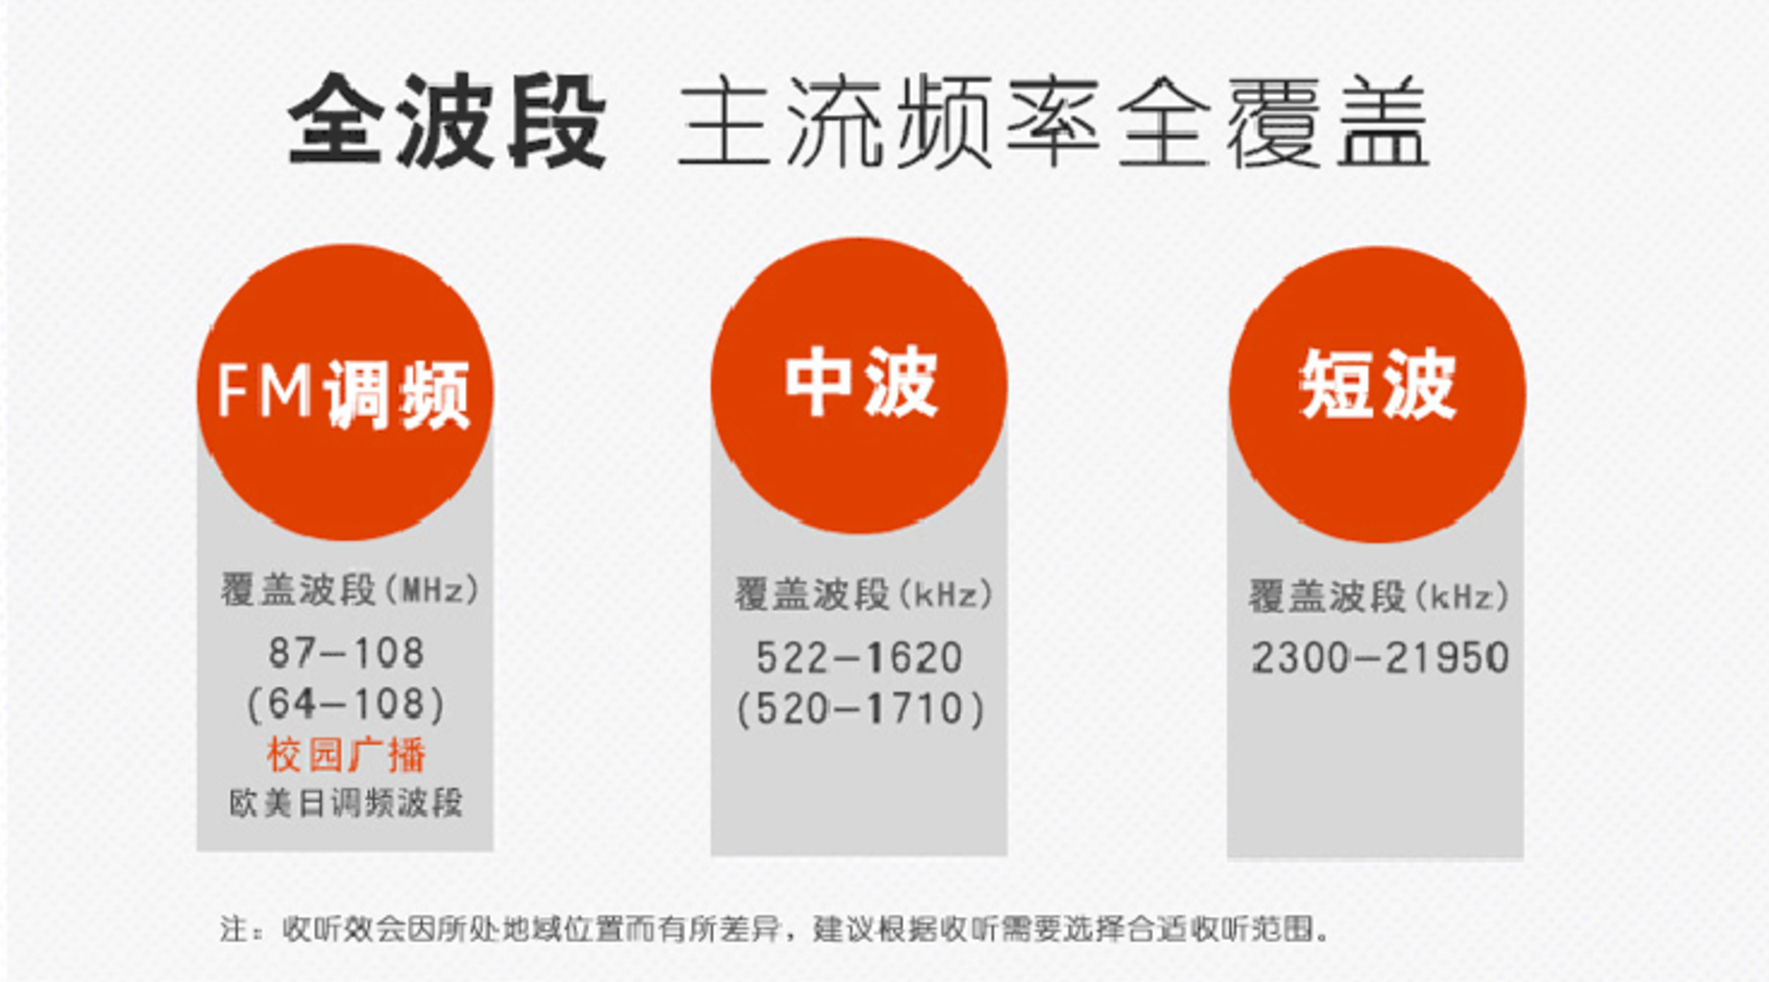 全波段 主流频率全覆盖
FM调频
覆盖波段(MHz)
87-108
(64-108)
校园广播
欧美日调频波段
中波
覆盖波段(kHz)
522-1620
(520-1710)
短波
覆盖波段(kHz)
2300-21950
注：收听效会因所处地域位置而有所差异，建议根据收听需要选择合适收听范围。